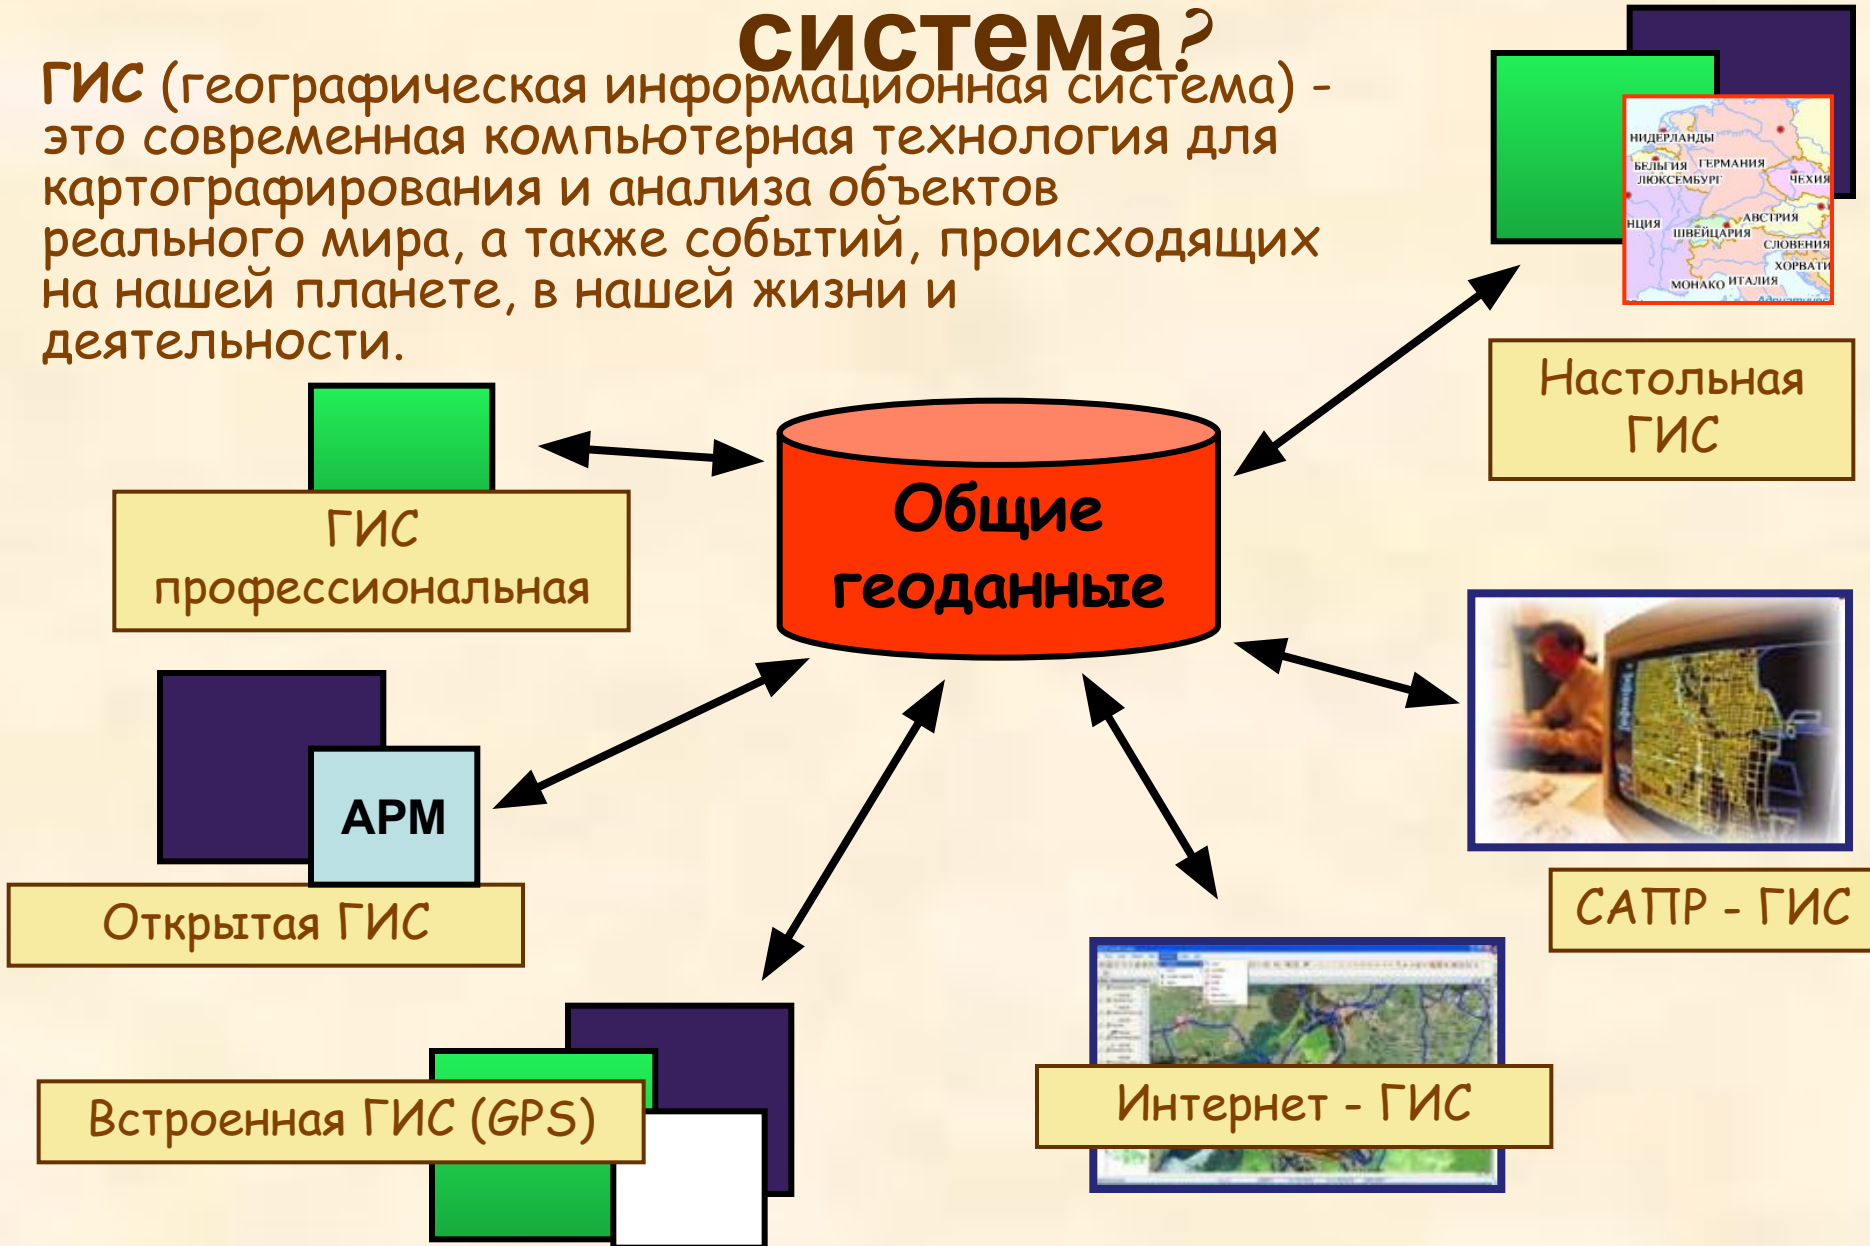 система?
ГИС (географическая информационная система) -
это современная компьютерная технология для
картографирования и анализа объектов
реального мира, а также событий, происходящих
на нашей планете, в нашей жизни и
деятельности.
НИДЕРЛАНДЫ
БЕЛЬГИЯ ГЕРМАНИЯ
ЛЮКСЕМБУРГ ЧЕХИЯ
НЦИЯ
АВСТРИЯ
ШВЕЙЦАРИЯ
СЛОВЕНИЯ
ХОРВАТИ
МОНАКО ИТАЛИЯ
Настольная
ГИС
Общие
геоданные
ГИС
профессиональная
АРМ
Открытая ГИС
САПР - ГИС
Встроенная ГИС (GPS)
Интернет - ГИС